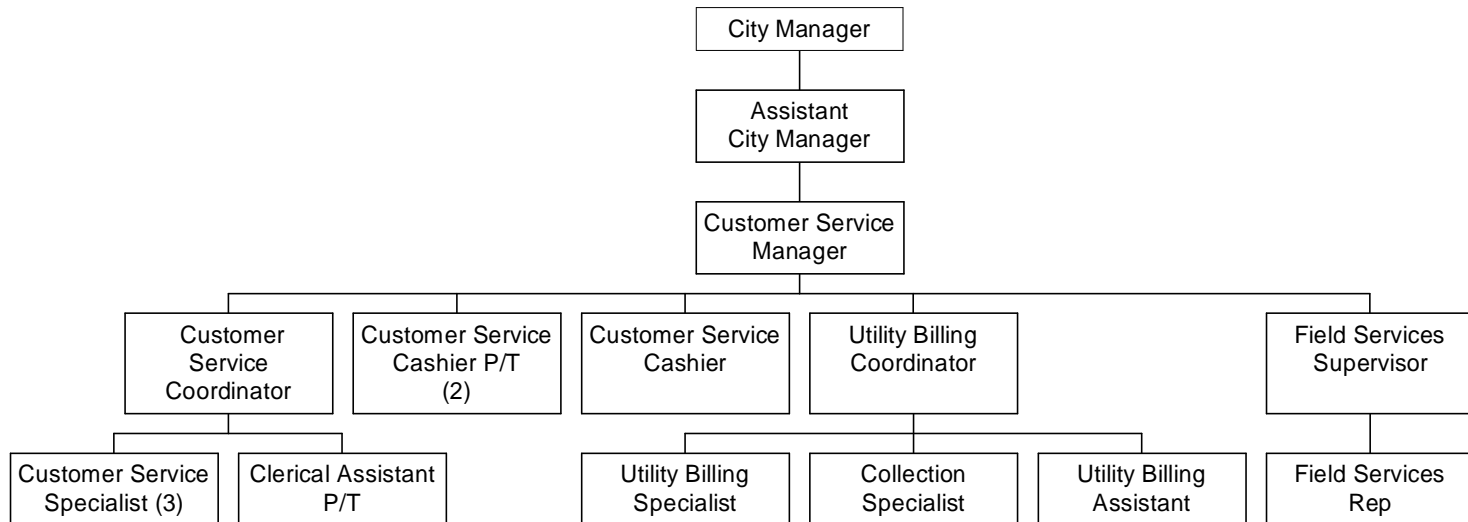 City Manager
Assistant
City Manager
Customer Service
Manager
Customer
Service
Coordinator
Customer Service
Cashier P/T
(2)
Customer Service
Cashier
Utility Billing
Coordinator
Field Services
Supervisor
Customer Service
Specialist (3)
Clerical Assistant
P/T
Utility Billing
Specialist
Collection
Specialist
Utility Billing
Assistant
Field Services
Rep